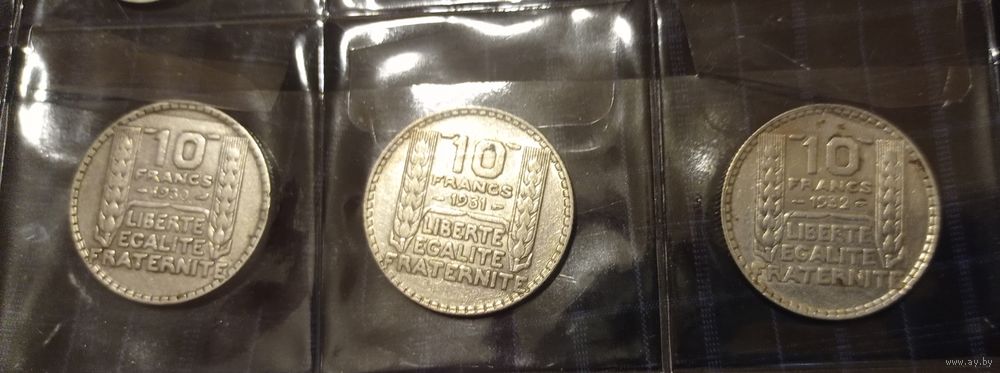 10
FRANCS
1930
LIBERTE
EGALITE
FRATERNITE
10
FRANCS
1931
LIBERTE
EGALITE
FRATERNITE
10
FRANCS
1932
LIBERTE
EGALITE
FRATERNITE
www.ay.by